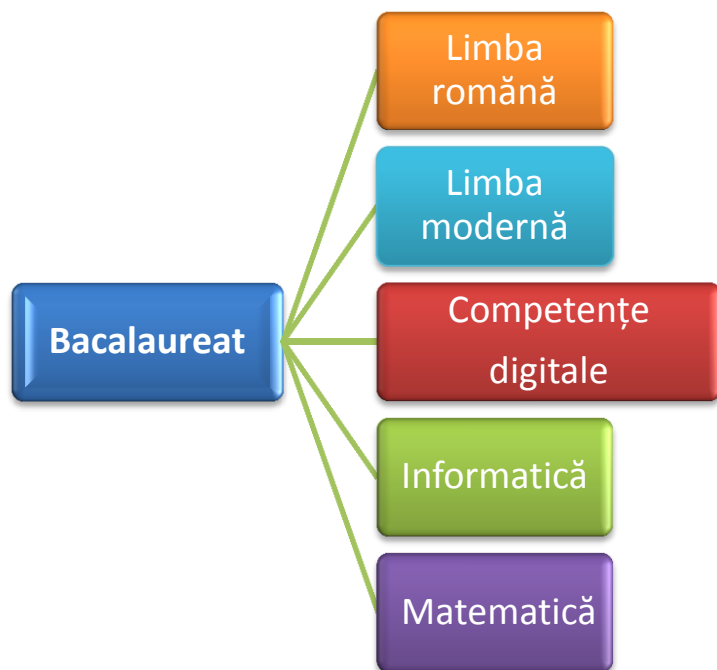 Limba
română
Limba
modernă
Bacalaureat
Competențe
digitale
Informatică
Matematică